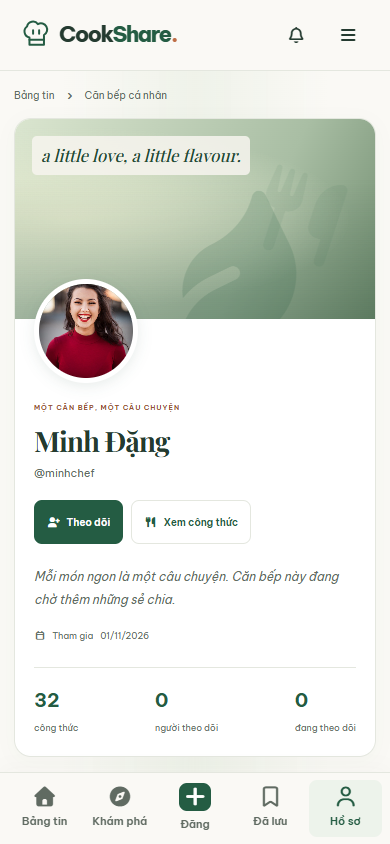 CookShare.
Bảng tin > Căn bếp cá nhân
a little love, a little flavour.
MỘT CĂN BẾP, MỘT CÂU CHUYỆN
Minh Đặng
@minhchef
Theo dõi Xem công thức
Mỗi món ngon là một câu chuyện. Căn bếp này đang
chờ thêm những sẻ chia.
Tham gia 01/11/2026
32 0 0
công thức người theo dõi đang theo dõi
Bảng tin Khám phá Đăng Đã lưu Hồ sơ